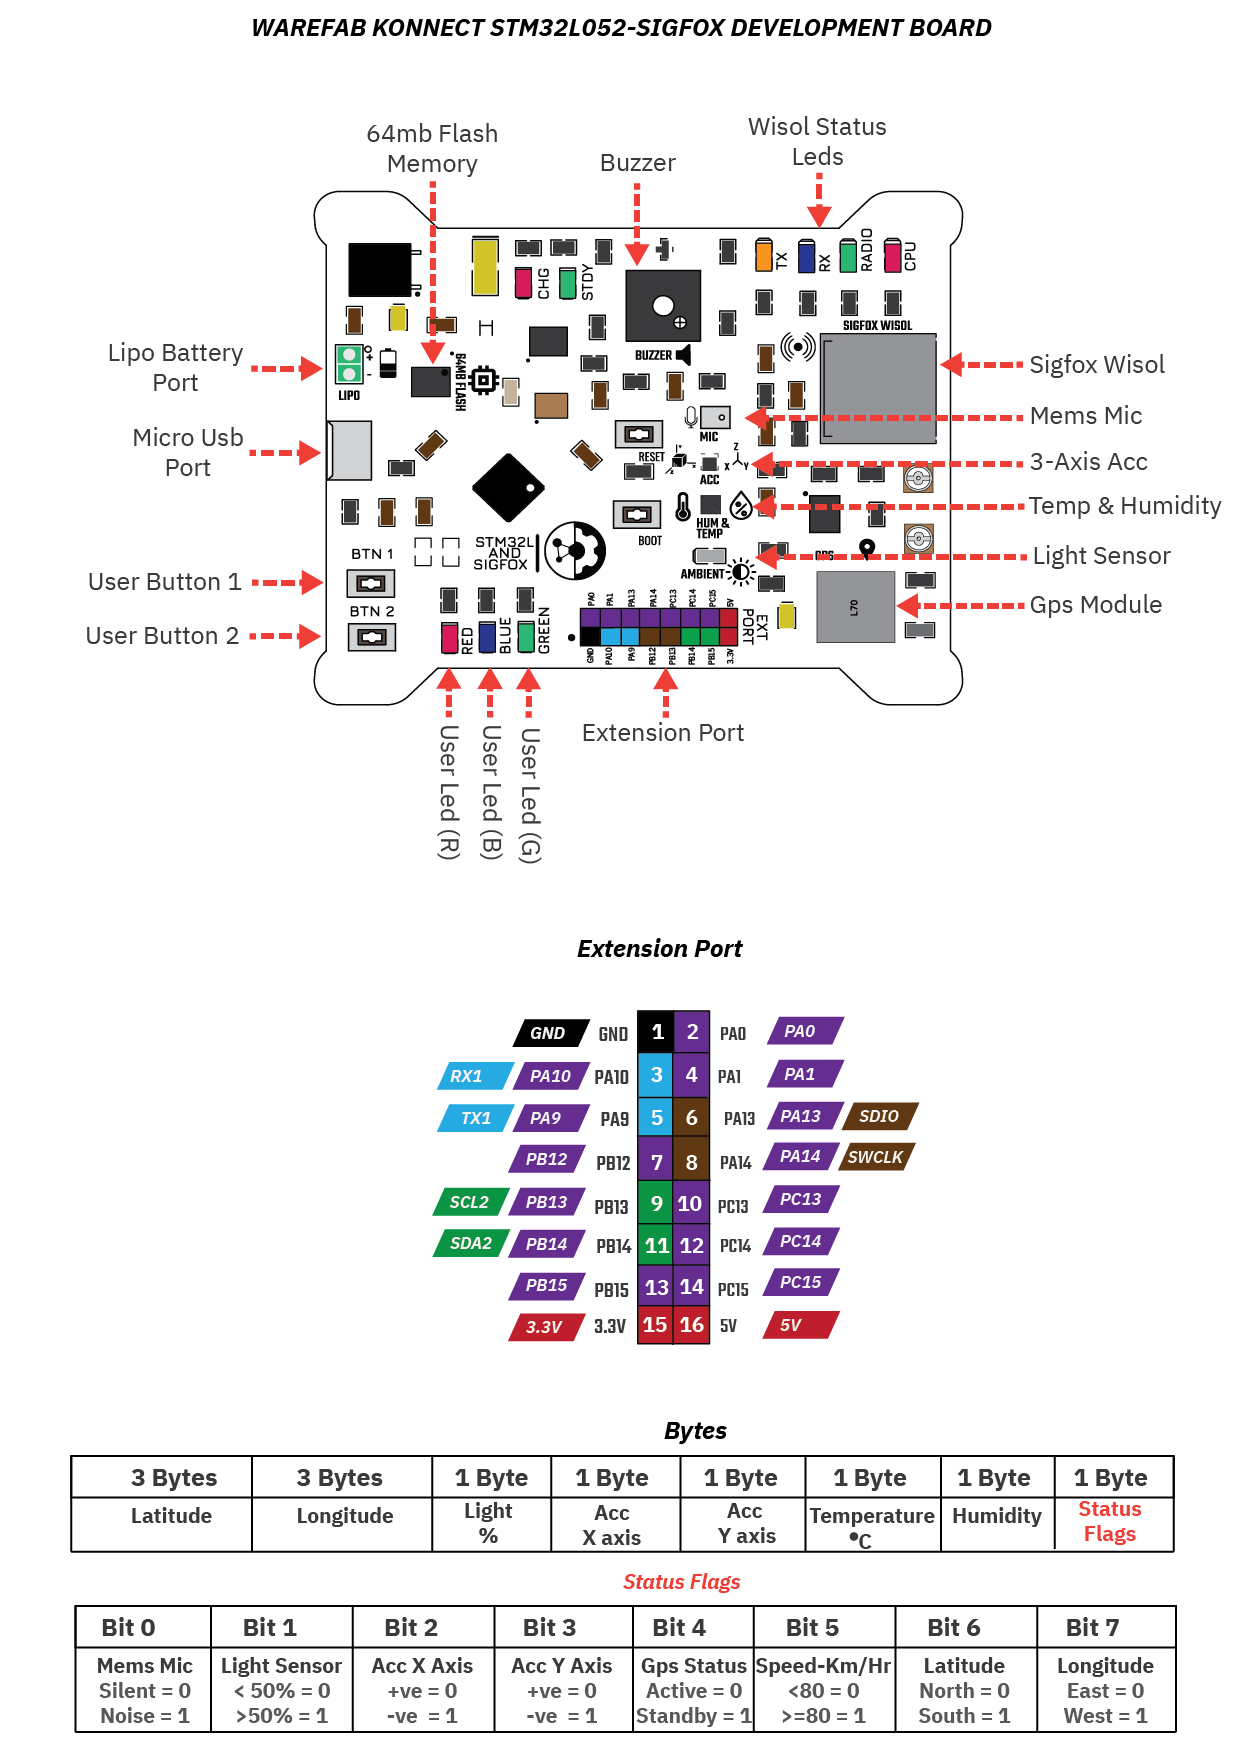 WAREFAB KONNECT STM32L052-SIGFOX DEVELOPMENT BOARD
64mb Flash
Memory
Buzzer
Wisol Status
Leds
CHG
STDY
TX
RX
RADIO
CPU
SIGFOX WISOL
BUZZER
Lipo Battery
Port
+
-
LIPO
64MB FLASH
Sigfox Wisol
Mems Mic
MIC
Micro Usb
Port
RESET
Y
X
Z
ACC
X
Z
Y
3-Axis Acc
Temp & Humidity
HUM &
TEMP
BOOT
STM32L
AND
SIGFOX
GPS
Light Sensor
AMBIENT
BTN 1
User Button 1
BTN 2
User Button 2
L70
Gps Module
PA0
PA1
PA13
PA14
PC13
PC14
PC15
5V
EXT
PORT
GND
PA10
PA9
PB12
PB13
PB14
PB15
3.3V
RED
BLUE
GREEN
User Led (R)
User Led (B)
User Led (G)
Extension Port
Extension Port
GND GND 1 2 PA0 PA0
RX1 PA10 PA10 3 4 PA1 PA1
TX1 PA9 PA9 5 6 PA13 PA13 SDIO
PB12 PB12 7 8 PA14 PA14 SWCLK
SCL2 PB13 PB13 9 10 PC13 PC13
SDA2 PB14 PB14 11 12 PC14 PC14
PB15 PB15 13 14 PC15 PC15
3.3V 3.3V 15 16 5V 5V
Bytes
3 Bytes 3 Bytes 1 Byte 1 Byte 1 Byte 1 Byte 1 Byte 1 Byte
Latitude
Longitude
Light
%
Acc
X axis
Acc
Y axis
Temperature
°C
Humidity
Status
Flags
Status Flags
Bit 0 Bit 1 Bit 2 Bit 3 Bit 4 Bit 5 Bit 6 Bit 7
Mems Mic Light Sensor Acc X Axis Acc Y Axis Gps Status Speed-Km/Hr Latitude Longitude
Silent = 0 < 50% = 0 +ve = 0 +ve = 0 Active = 0 <80 = 0 North = 0 East = 0
Noise = 1 >50% = 1 -ve = 1 -ve = 1 Standby = 1 >=80 = 1 South = 1 West = 1